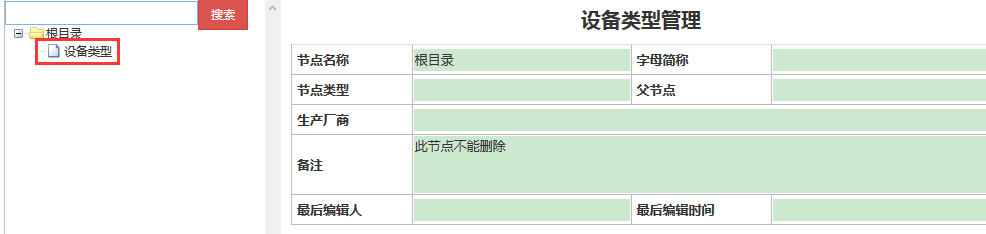 搜索
根目录
设备类型
设备类型管理
节点名称 根目录 字母简称
节点类型 父节点
生产厂商
备注 此节点不能删除
最后编辑人 最后编辑时间